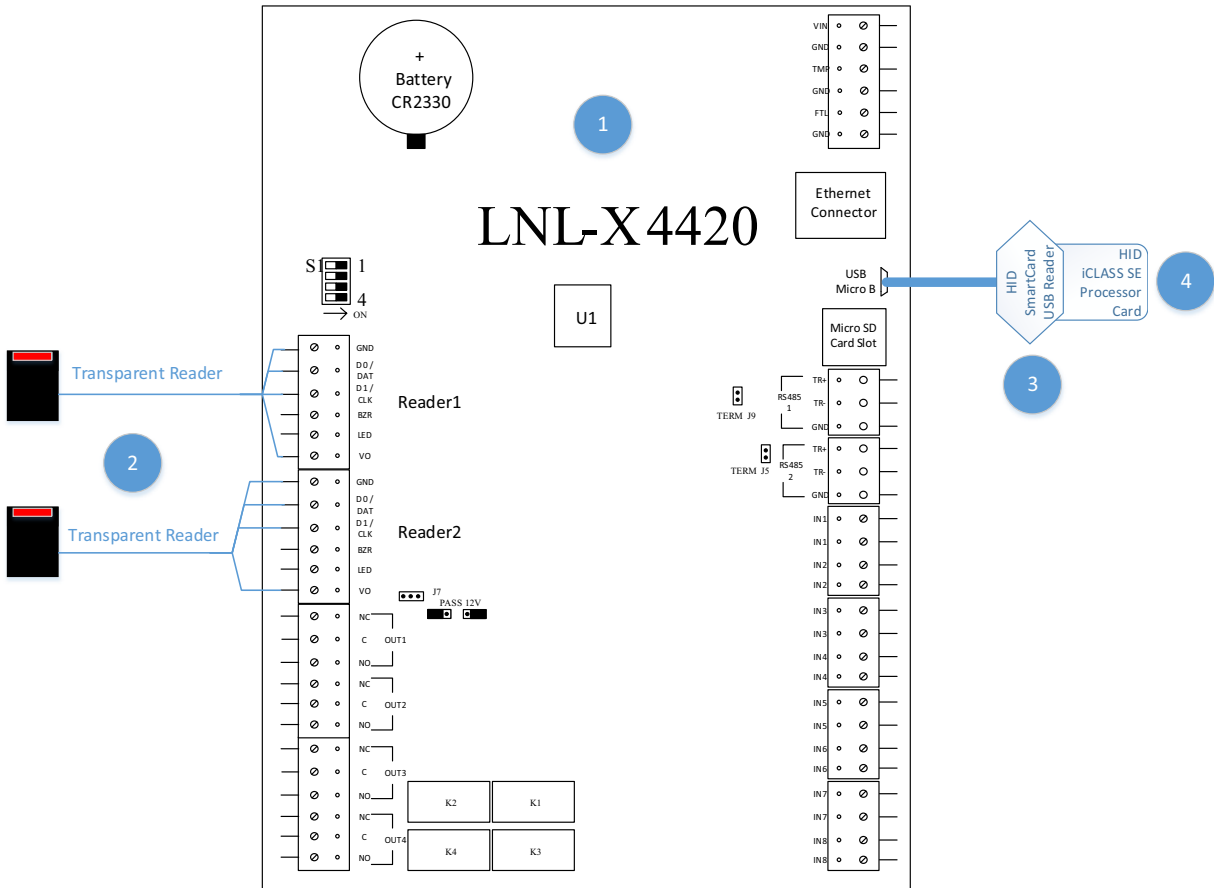 +
Battery
CR2330
1
LNL-X4420
VIN
GND
TMP
GND
FTL
GND
Ethernet
Connector
USB
Micro B
HID
SmartCard
USB Reader
HID
iCLASS SE
Processor
Card
4
3
S1
1
4
ON
U1
Micro SD
Card Slot
Transparent Reader
2
Transparent Reader
GND
D0/
DAT
D1/
CLK
BZR
LED
VO
Reader1
GND
D0/
DAT
D1/
CLK
BZR
LED
VO
Reader2
J7
PASS 12V
NC
C
NO
OUT1
NC
C
NO
OUT2
NC
C
NO
OUT3
NC
C
NO
OUT4
K2
K1
K4
K3
TERM J9
RS485
1
TR+
TR-
GND
TERM J5
RS485
2
TR+
TR-
GND
IN1
IN1
IN2
IN2
IN3
IN3
IN4
IN4
IN5
IN5
IN6
IN6
IN7
IN7
IN8
IN8